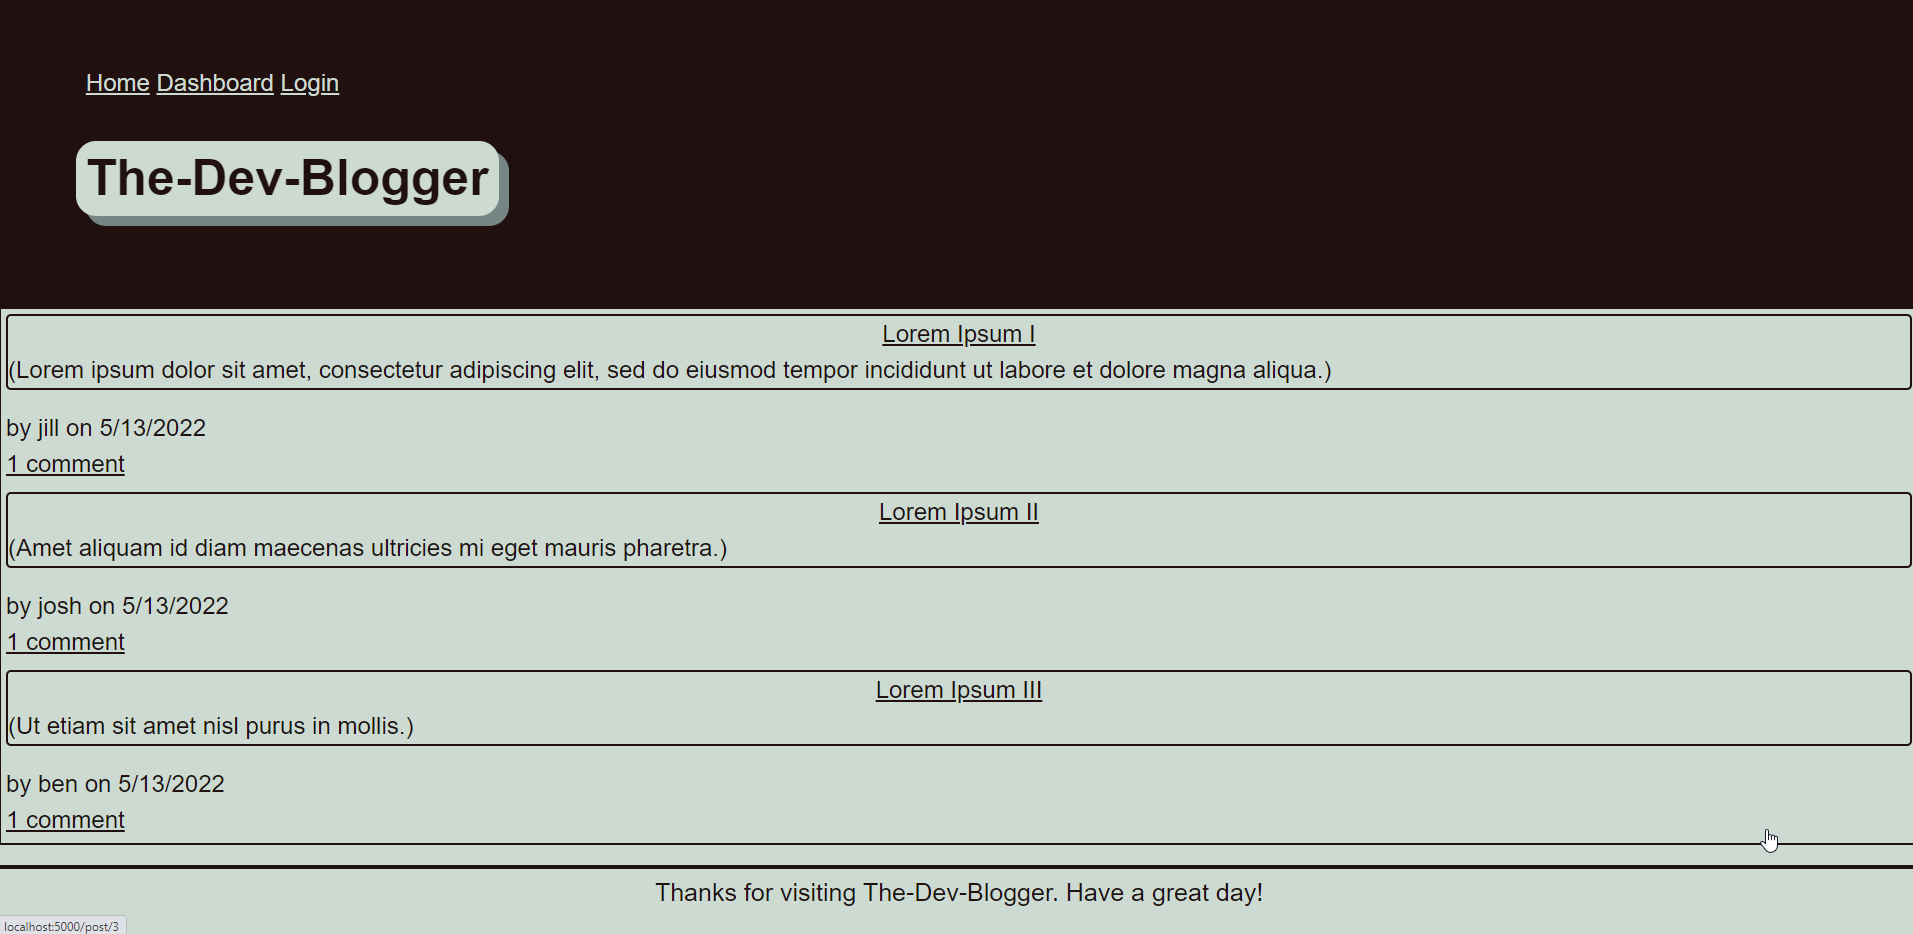 Home Dashboard Login
The-Dev-Blogger
Lorem Ipsum I
(Lorem ipsum dolor sit amet, consectetur adipiscing elit, sed do eiusmod tempor incididunt ut labore et dolore magna aliqua.)
by jill on 5/13/2022
1 comment
Lorem Ipsum II
(Amet aliquam id diam maecenas ultricies mi eget mauris pharetra.)
by josh on 5/13/2022
1 comment
Lorem Ipsum III
(Ut etiam sit amet nisl purus in mollis.)
by ben on 5/13/2022
1 comment
Thanks for visiting The-Dev-Blogger. Have a great day!
localhost:5000/post/3